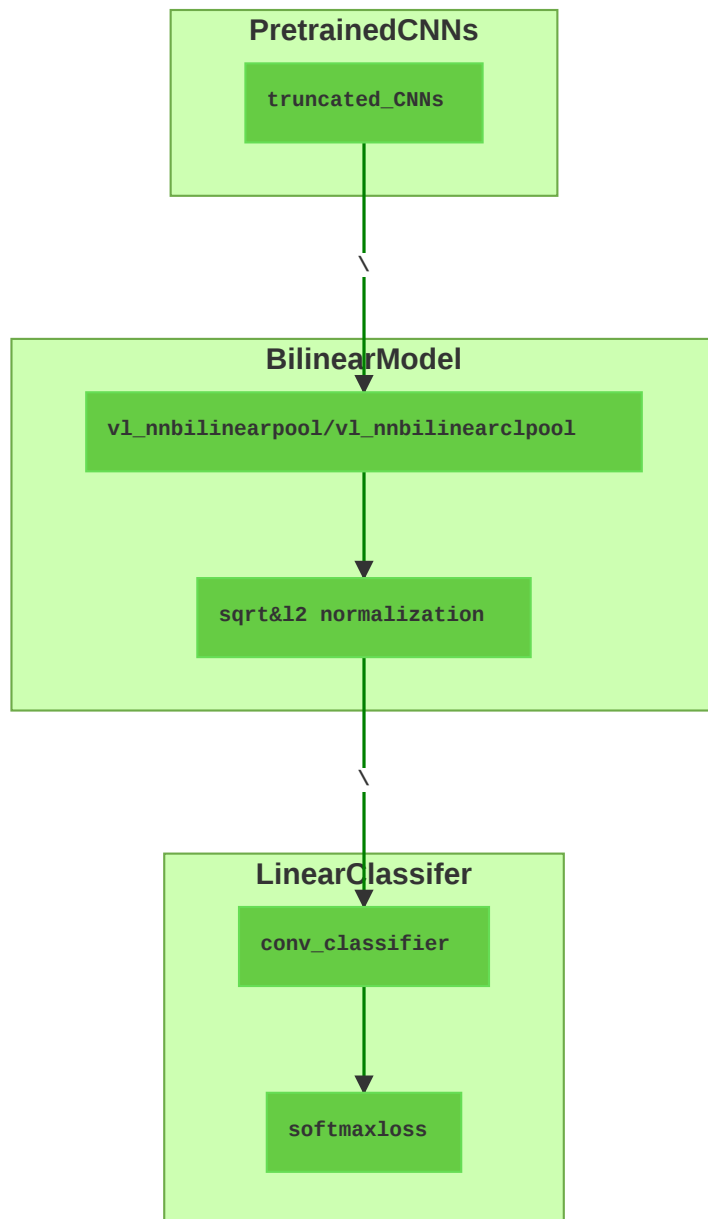 PretrainedCNNs
truncated_CNNs
\
BilinearModel
vl_nnbilinearpool/vl_nnbilinearclpool
sqrt&l2 normalization
\
LinearClassifer
conv_classifier
softmaxloss